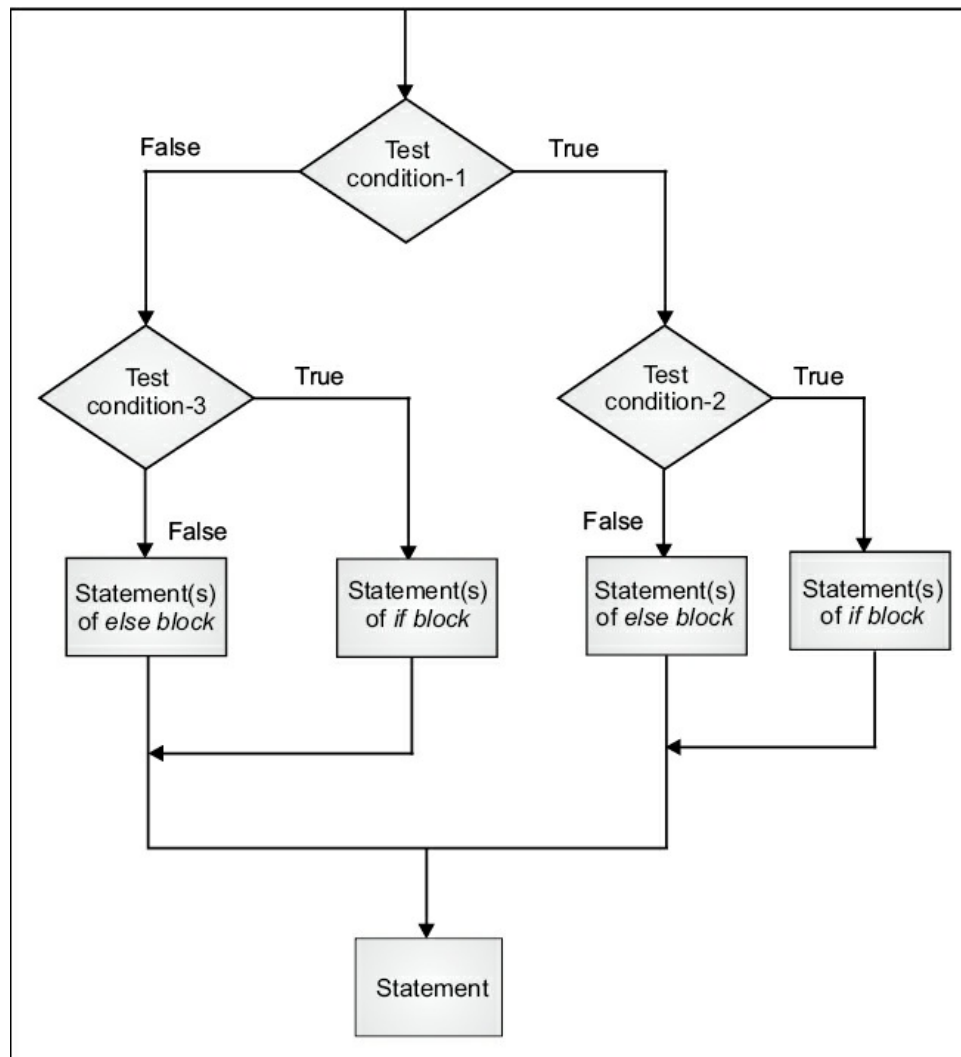 False
True
Test
condition-1
Test
condition-3
True
Test
condition-2
True
False
False
Statement(s)
of else block
Statement(s)
of if block
Statement(s)
of else block
Statement(s)
of if block
Statement